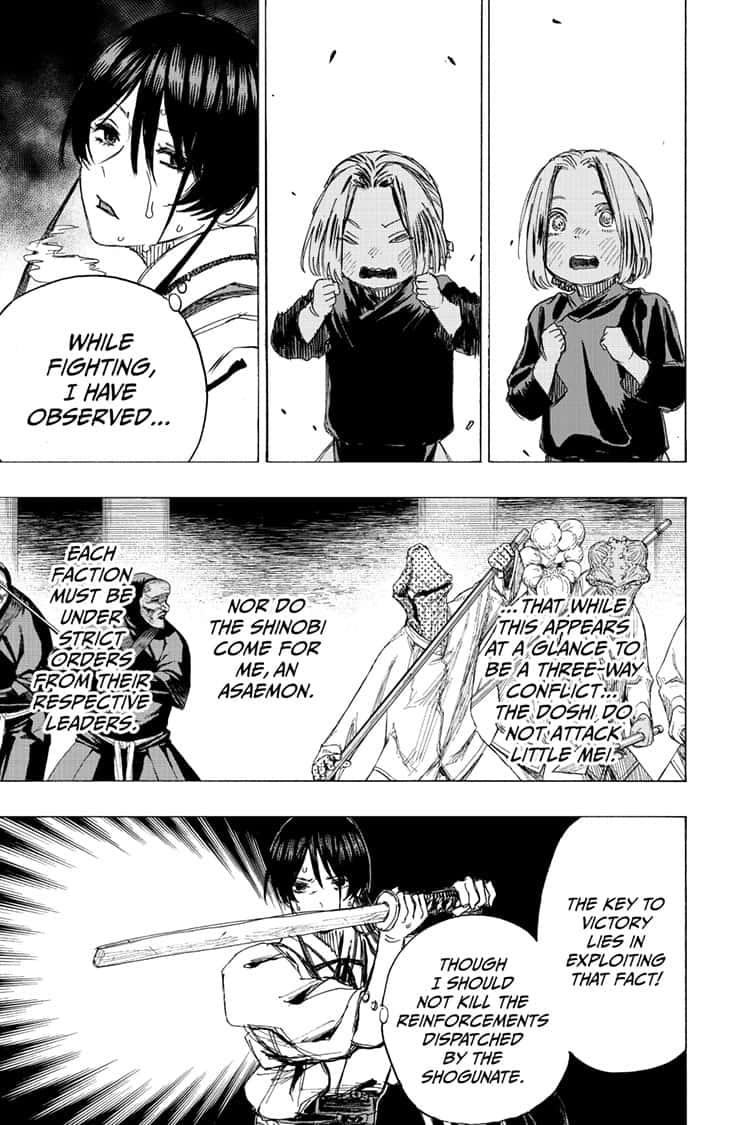 WHILE
FIGHTING,
I HAVE
OBSERVED...
...THAT WHILE
THIS APPEARS
AT A GLANCE TO
BE A THREE-WAY
CONFLICT...
THE DOSHI DO
NOT ATTACK
LITTLE MEI.
NOR DO
THE SHINOBI
COME FOR
ME, AN
ASAEMON.
EACH
FACTION
MUST BE
UNDER
STRICT
ORDERS
FROM THEIR
RESPECTIVE
LEADERS.
THE KEY TO
VICTORY
LIES IN
EXPLOITING
THAT FACT!
THOUGH
I SHOULD
NOT KILL THE
REINFORCEMENTS
DISPATCHED
BY THE
SHOGUNATE.